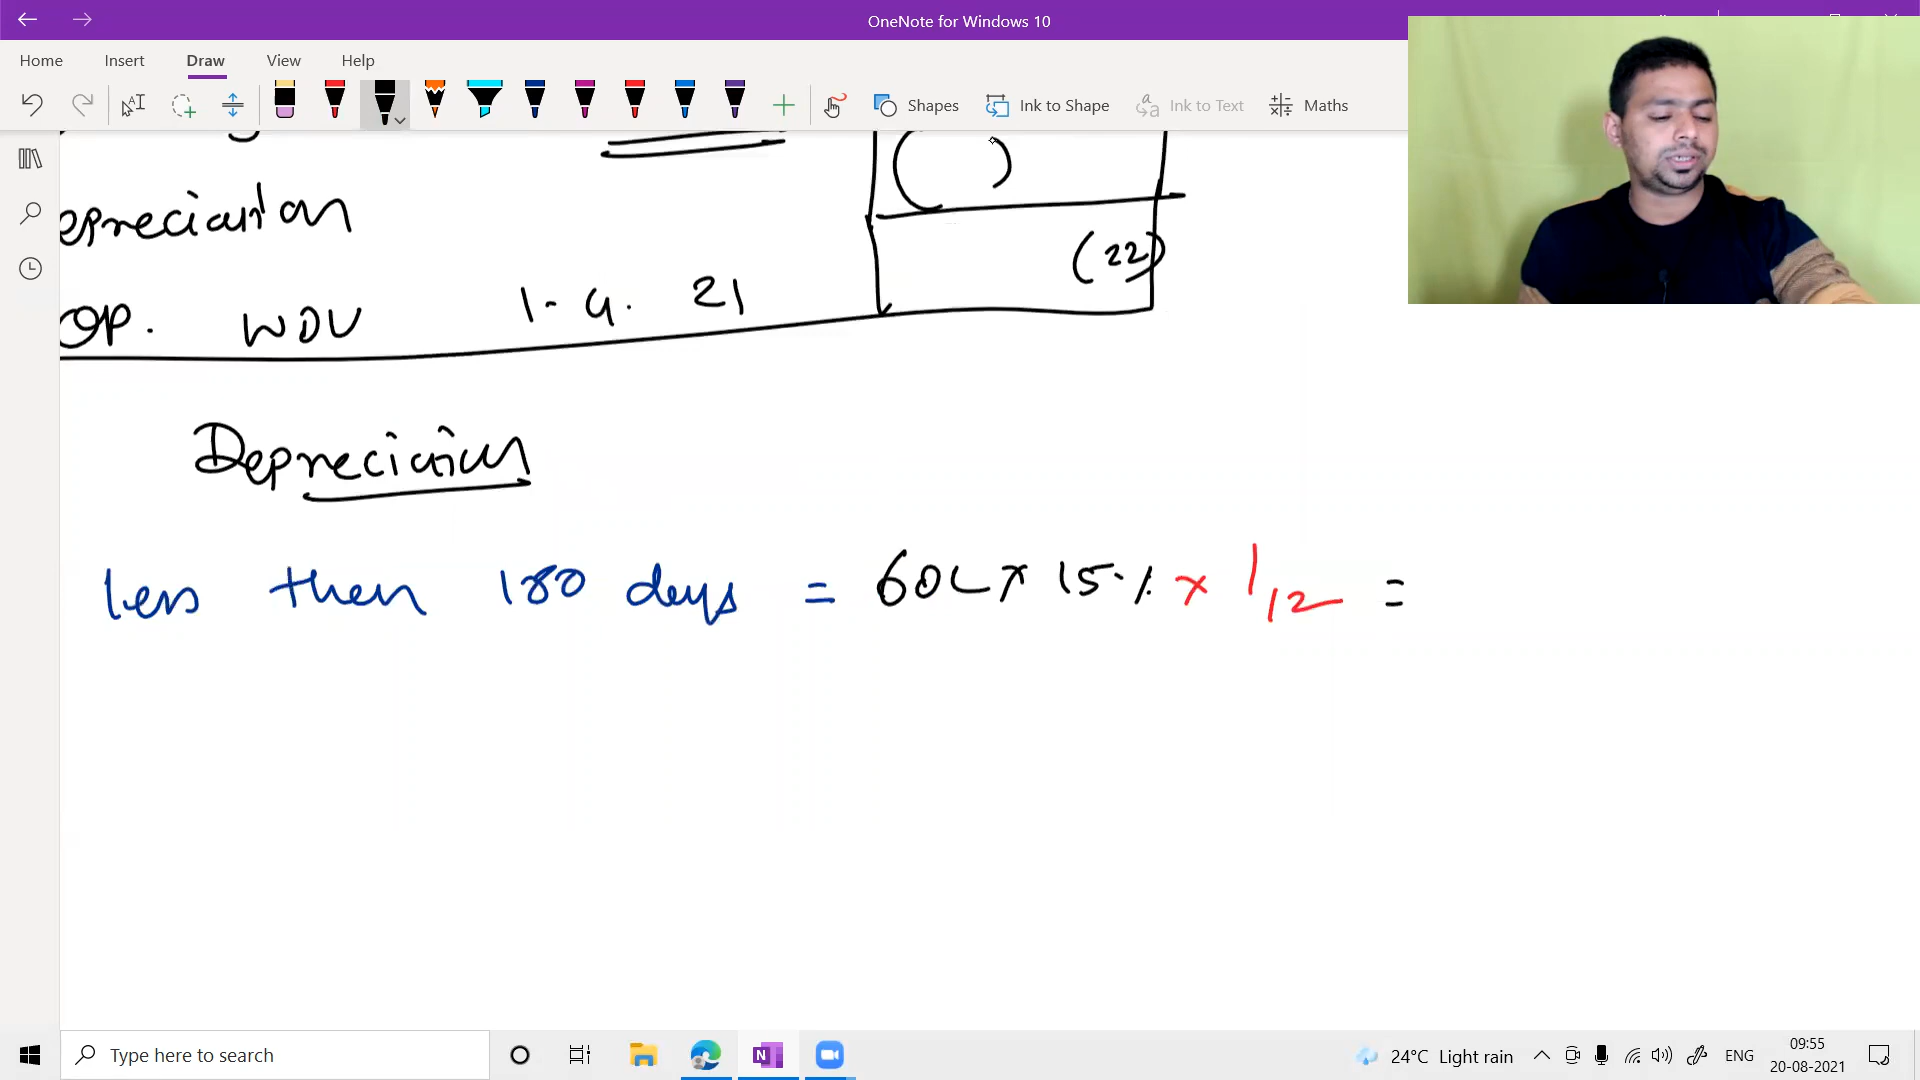 OneNote for Windows 10
Home Insert Draw View Help
Shapes Ink to Shape Ink to Text Maths
epreciation
(22)
OP. WDV 1-4. 21
Depreciation
less then 180 days = 60L x 15% x 1/12 =
Type here to search
24°C Light rain ENG 09:55
20-08-2021